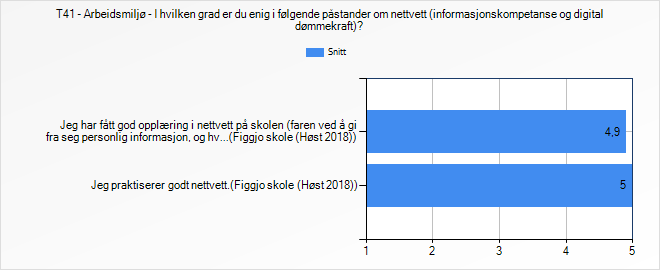 T41 - Arbeidsmiljø - I hvilken grad er du enig i følgende påstander om nettvett (informasjonskompetanse og digital
dømmekraft)?
Snitt
Jeg har fått god opplæring i nettvett på skolen (faren ved å gi
fra seg personlig informasjon, og hv...(Figgjo skole (Høst 2018))
4,9
Jeg praktiserer godt nettvett.(Figgjo skole (Høst 2018))
5
1 2 3 4 5